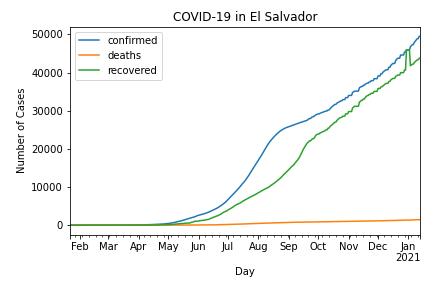 COVID-19 in El Salvador
confirmed
deaths
recovered
Number of Cases
50000
40000
30000
20000
10000
0
Feb Mar Apr May Jun Jul Aug Sep Oct Nov Dec Jan
2021
Day